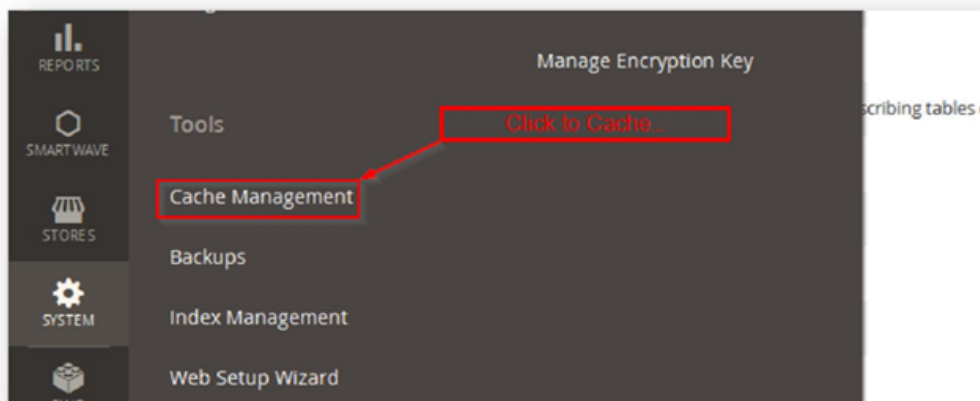 REPORTS
SMARTWAVE
STORES
SYSTEM
Manage Encryption Key
Tools
Click to Cache..
Cache Management
Backups
Index Management
Web Setup Wizard
scribing tables